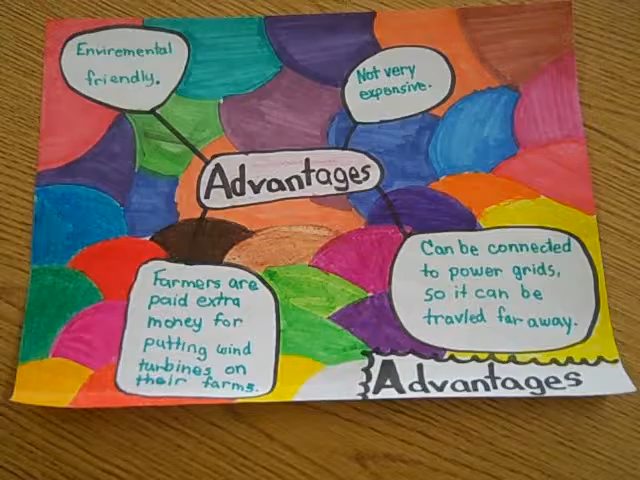 Enviremental
friendly.
Not very
expensive.
Advantages
Farmers are
paid extra
money for
putting wind
turbines on
their farms.
Can be connected
to power grids,
so it can be
travled far away.
Advantages